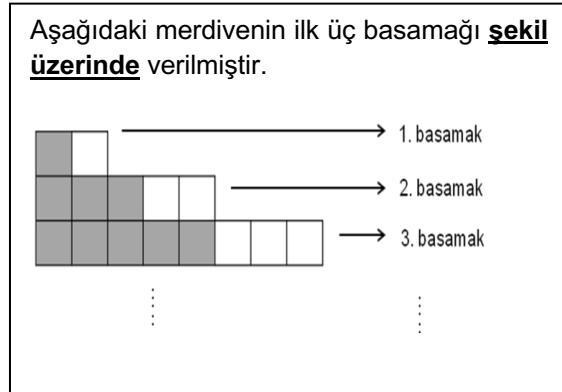 Aşağıdaki merdivenin ilk üç basamağı şekil
üzerinde verilmiştir.
1. basamak
2. basamak
3. basamak